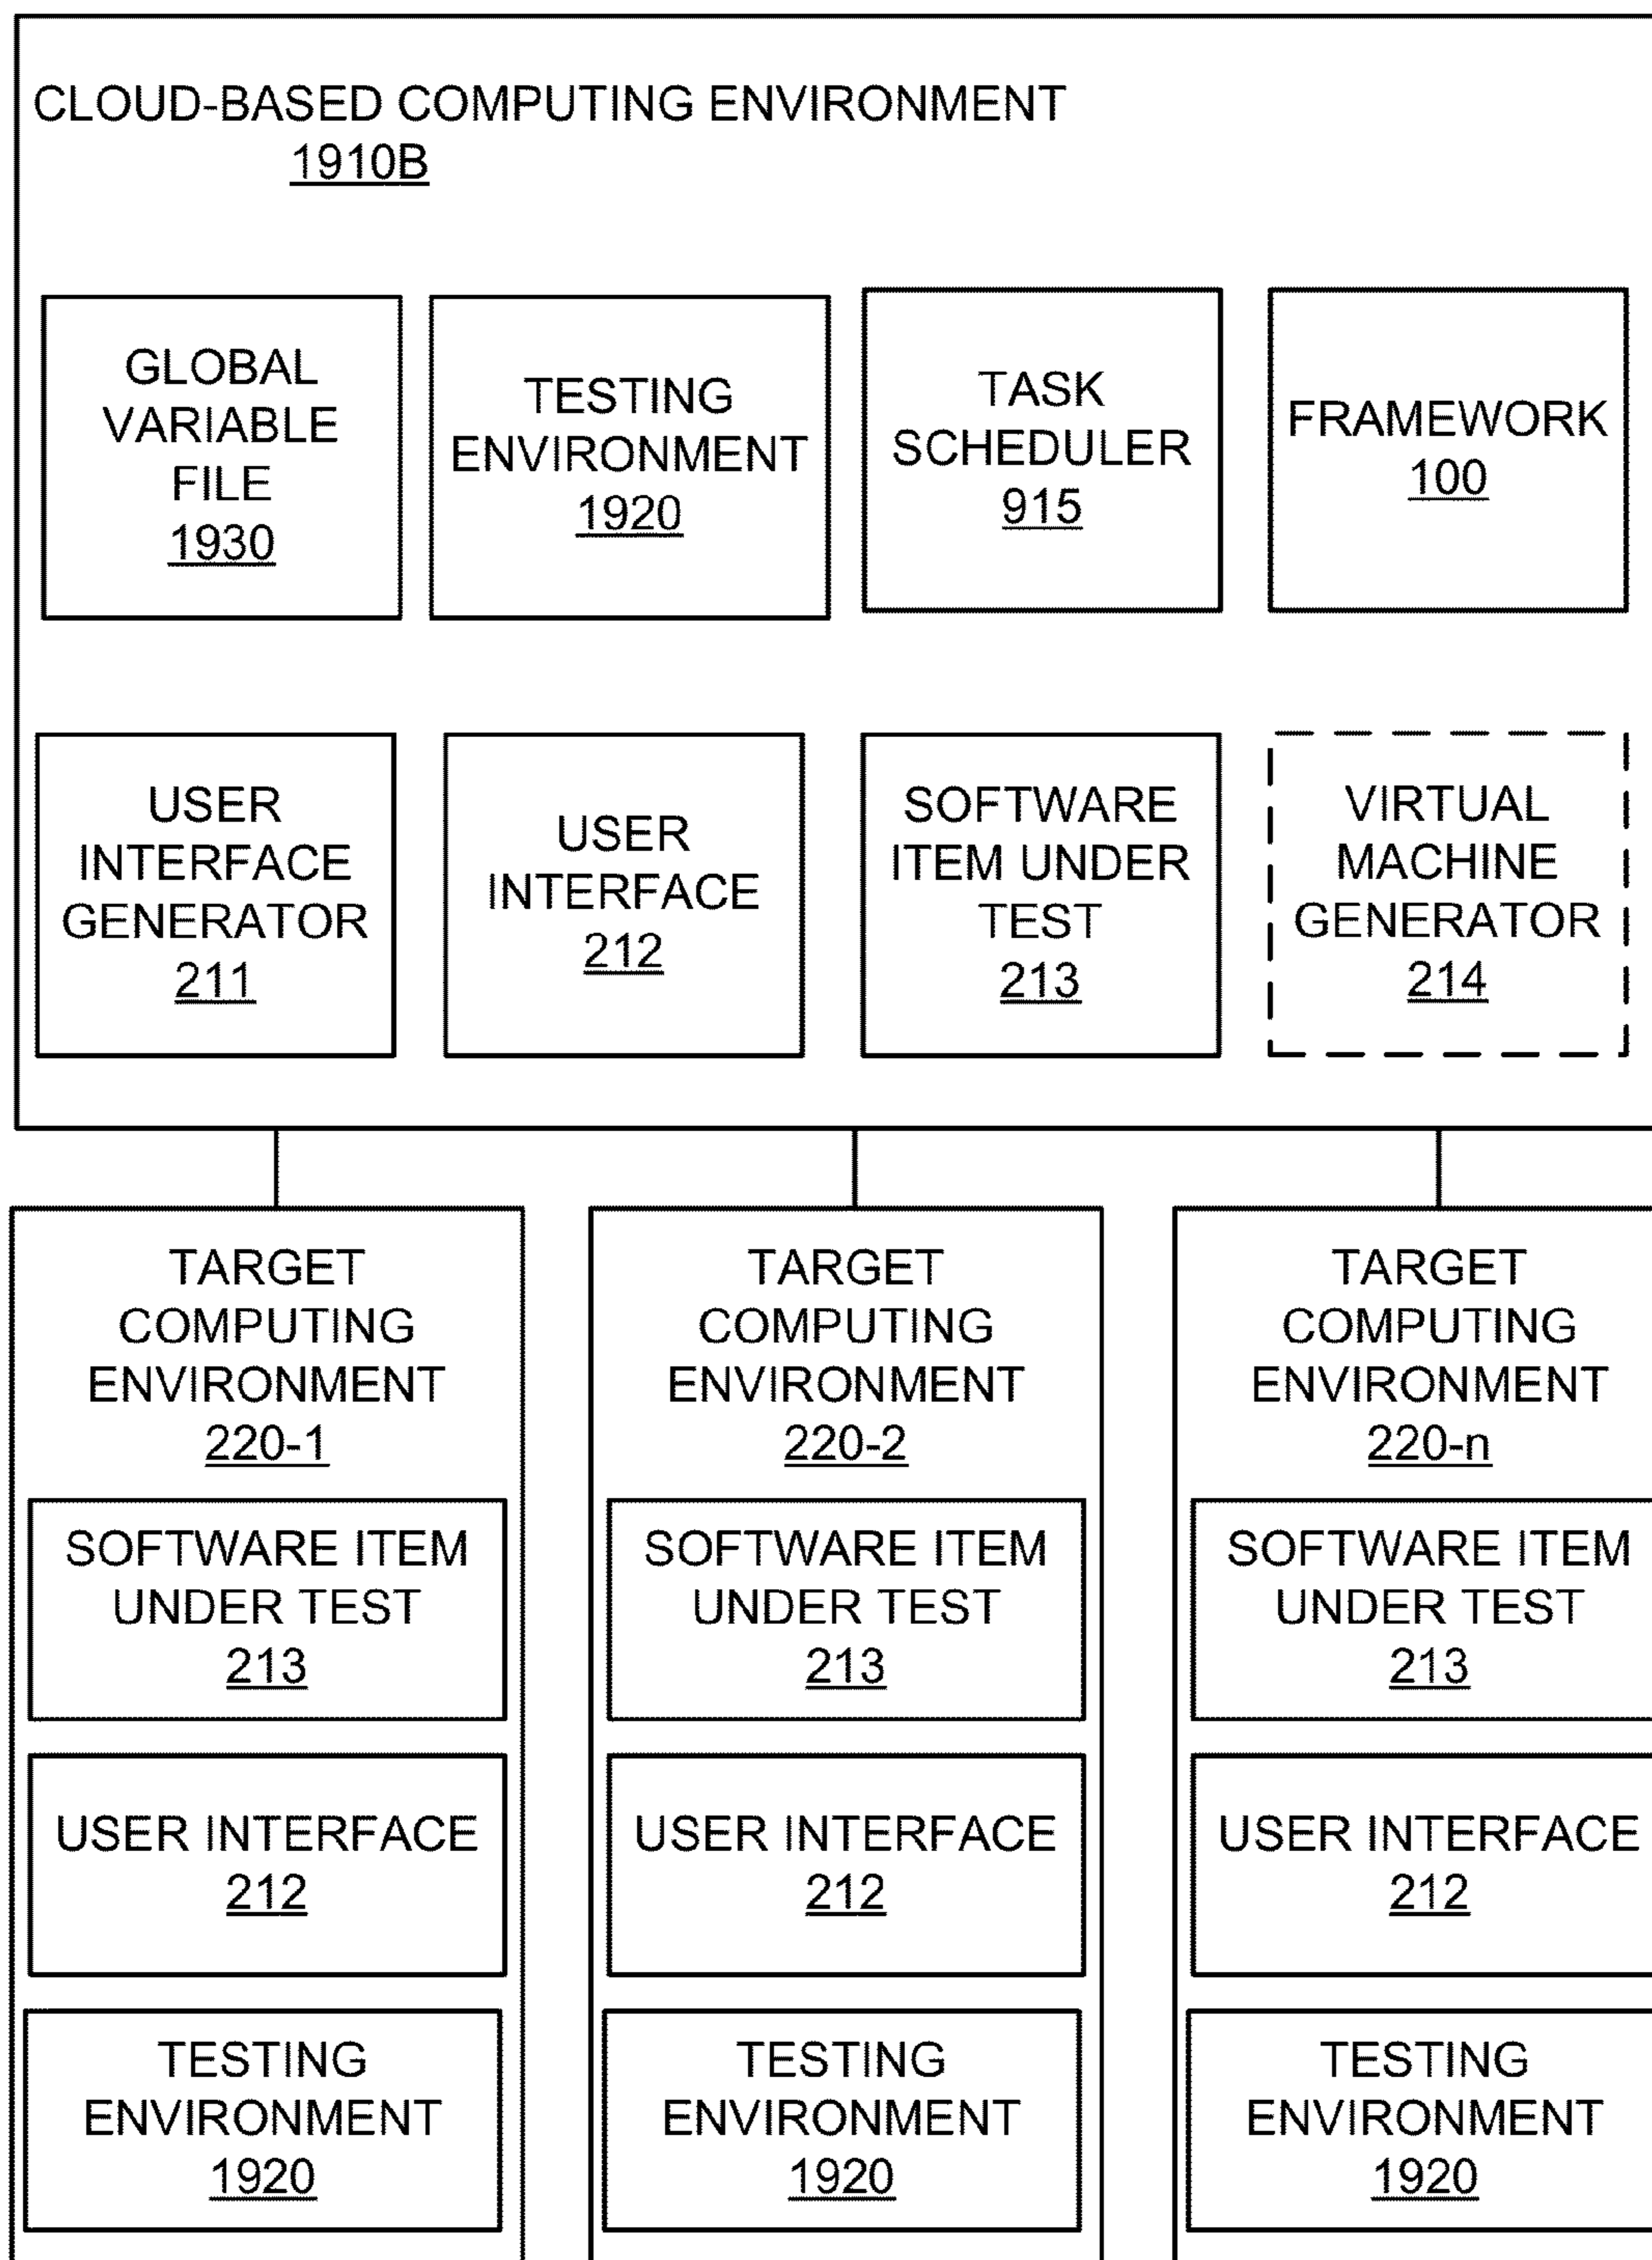 CLOUD-BASED COMPUTING ENVIRONMENT
1910B
GLOBAL
VARIABLE
FILE
1930
TESTING
ENVIRONMENT
1920
TASK
SCHEDULER
915
FRAMEWORK
100
USER
INTERFACE
GENERATOR
211
USER
INTERFACE
212
SOFTWARE
ITEM UNDER
TEST
213
VIRTUAL
MACHINE
GENERATOR
214
TARGET
COMPUTING
ENVIRONMENT
220-1
SOFTWARE ITEM
UNDER TEST
213
USER INTERFACE
212
TESTING
ENVIRONMENT
1920
TARGET
COMPUTING
ENVIRONMENT
220-2
SOFTWARE ITEM
UNDER TEST
213
USER INTERFACE
212
TESTING
ENVIRONMENT
1920
TARGET
COMPUTING
ENVIRONMENT
220-n
SOFTWARE ITEM
UNDER TEST
213
USER INTERFACE
212
TESTING
ENVIRONMENT
1920